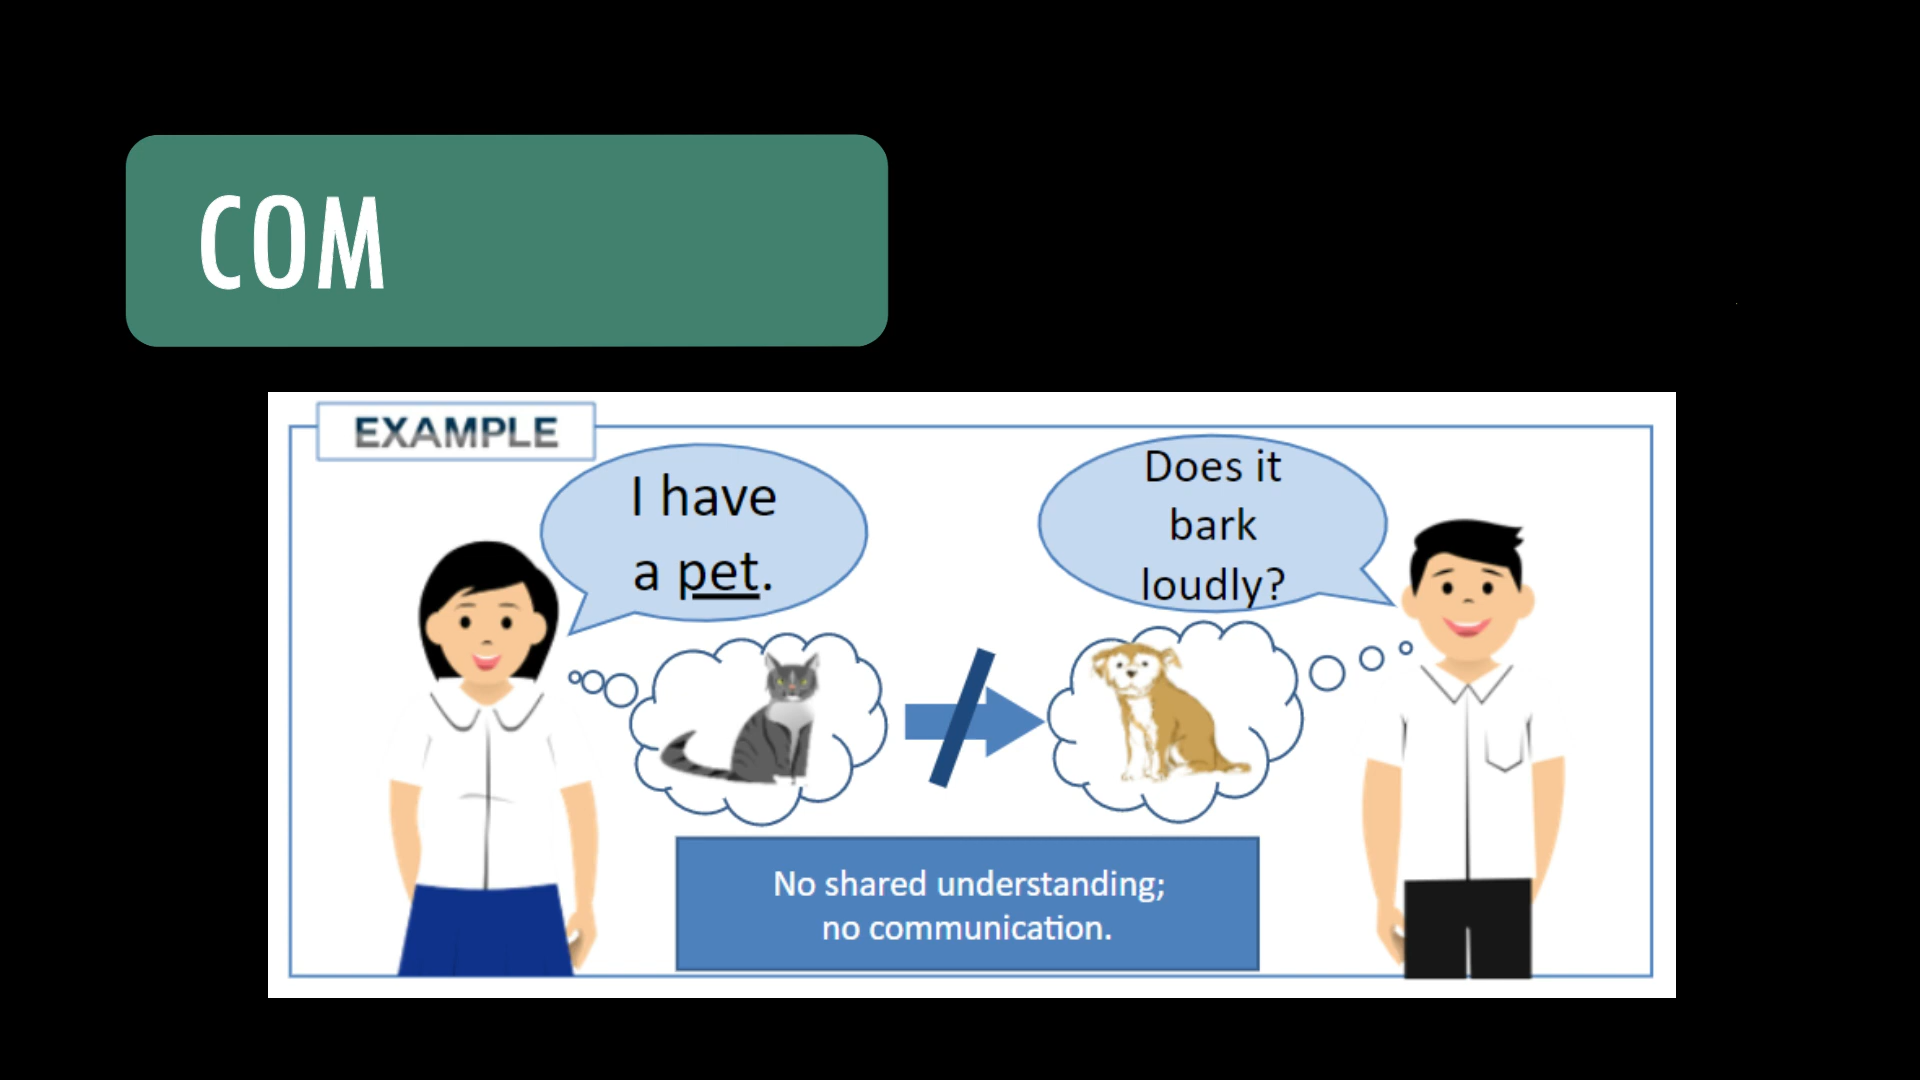 COM
EXAMPLE
I have
a pet.
Does it
bark
loudly?
No shared understanding;
no communication.